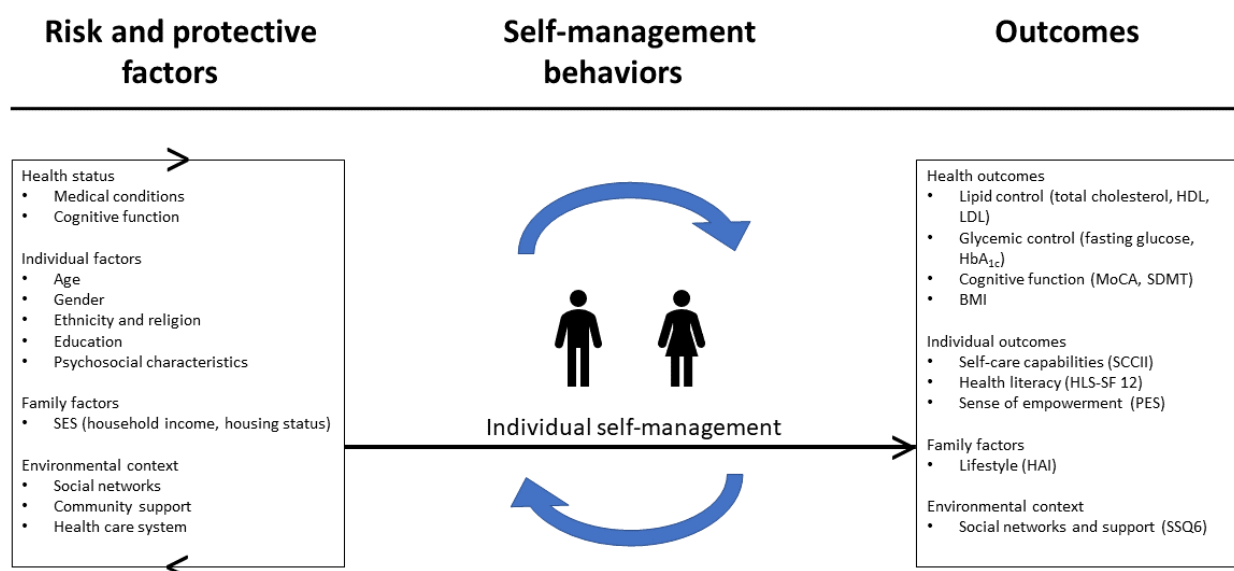 Risk and protective
factors
Self-management
behaviors
Outcomes
Health status
• Medical conditions
• Cognitive function
Individual factors
• Age
• Gender
• Ethnicity and religion
• Education
• Psychosocial characteristics
Family factors
• SES (household income, housing status)
Environmental context
• Social networks
• Community support
• Health care system
Individual self-management
Health outcomes
• Lipid control (total cholesterol, HDL,
LDL)
• Glycemic control (fasting glucose,
HbA1c)
• Cognitive function (MoCA, SDMT)
• BMI
Individual outcomes
• Self-care capabilities (SCCII)
• Health literacy (HLS-SF 12)
• Sense of empowerment (PES)
Family factors
• Lifestyle (HAI)
Environmental context
• Social networks and support (SSQ6)